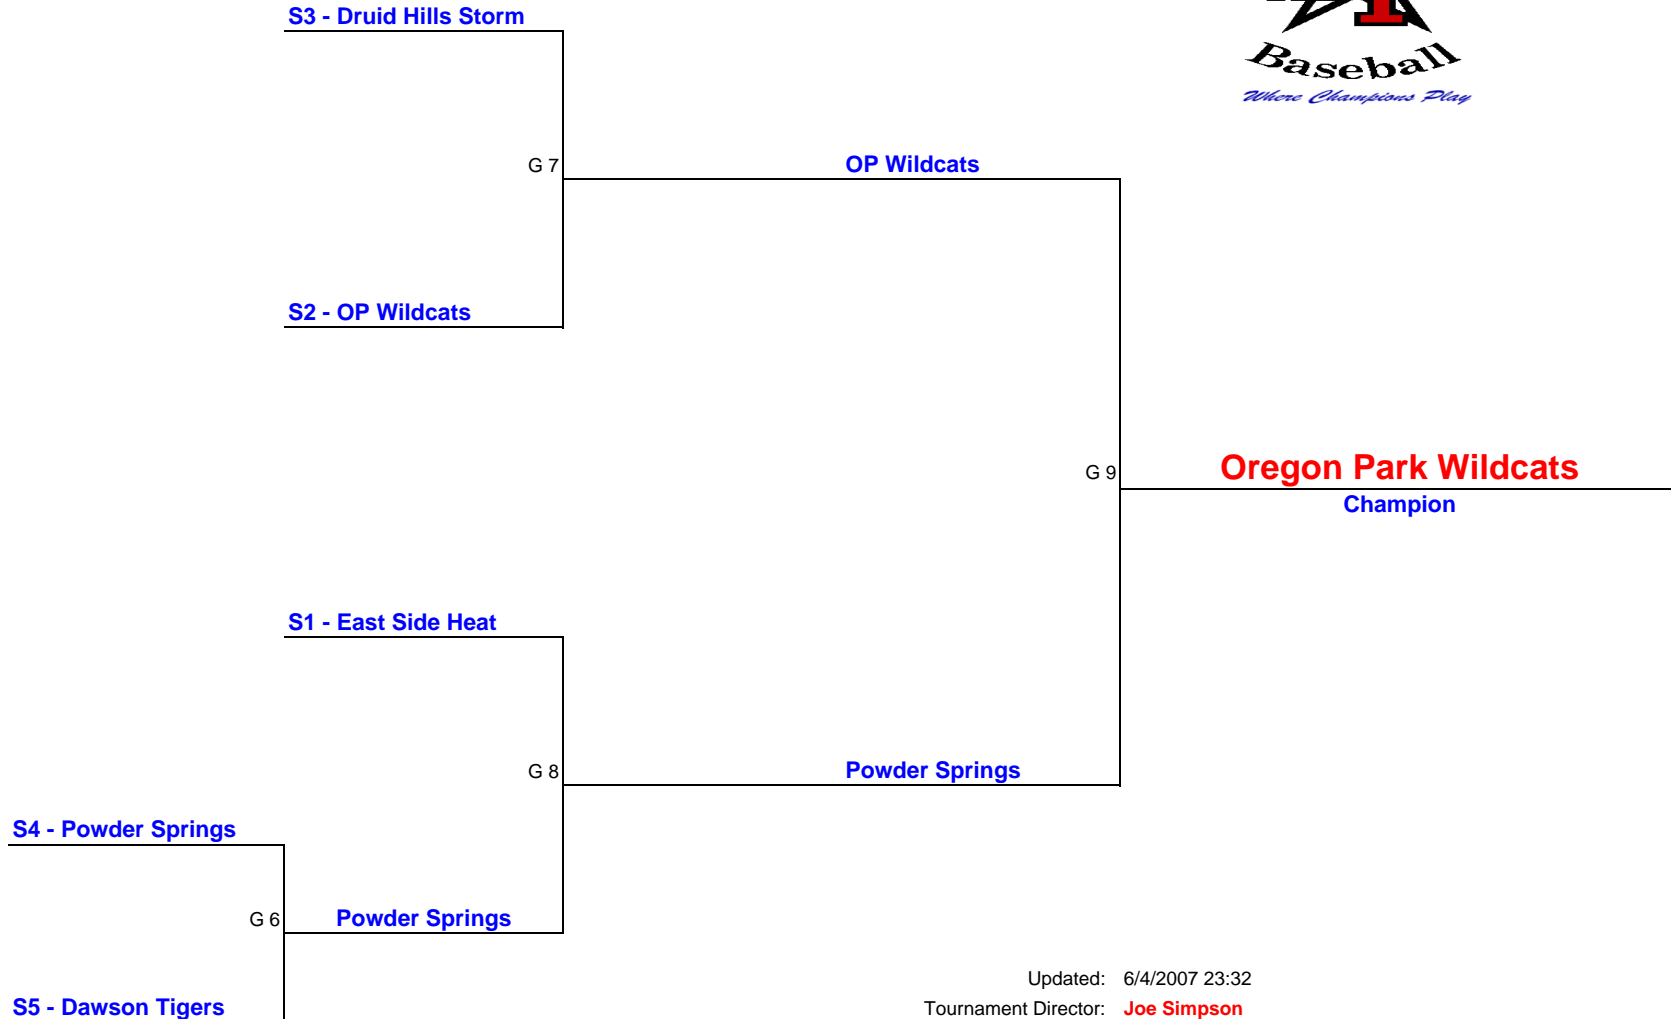 S3 - Druid Hills Storm
Baseball
Where Champions Play
G 7
OP Wildcats
S2 - OP Wildcats
G 9
Oregon Park Wildcats
Champion
S1 - East Side Heat
G 8
Powder Springs
S4 - Powder Springs
G 6
Powder Springs
Updated: 6/4/2007 23:32
S5 - Dawson Tigers
Tournament Director: Joe Simpson